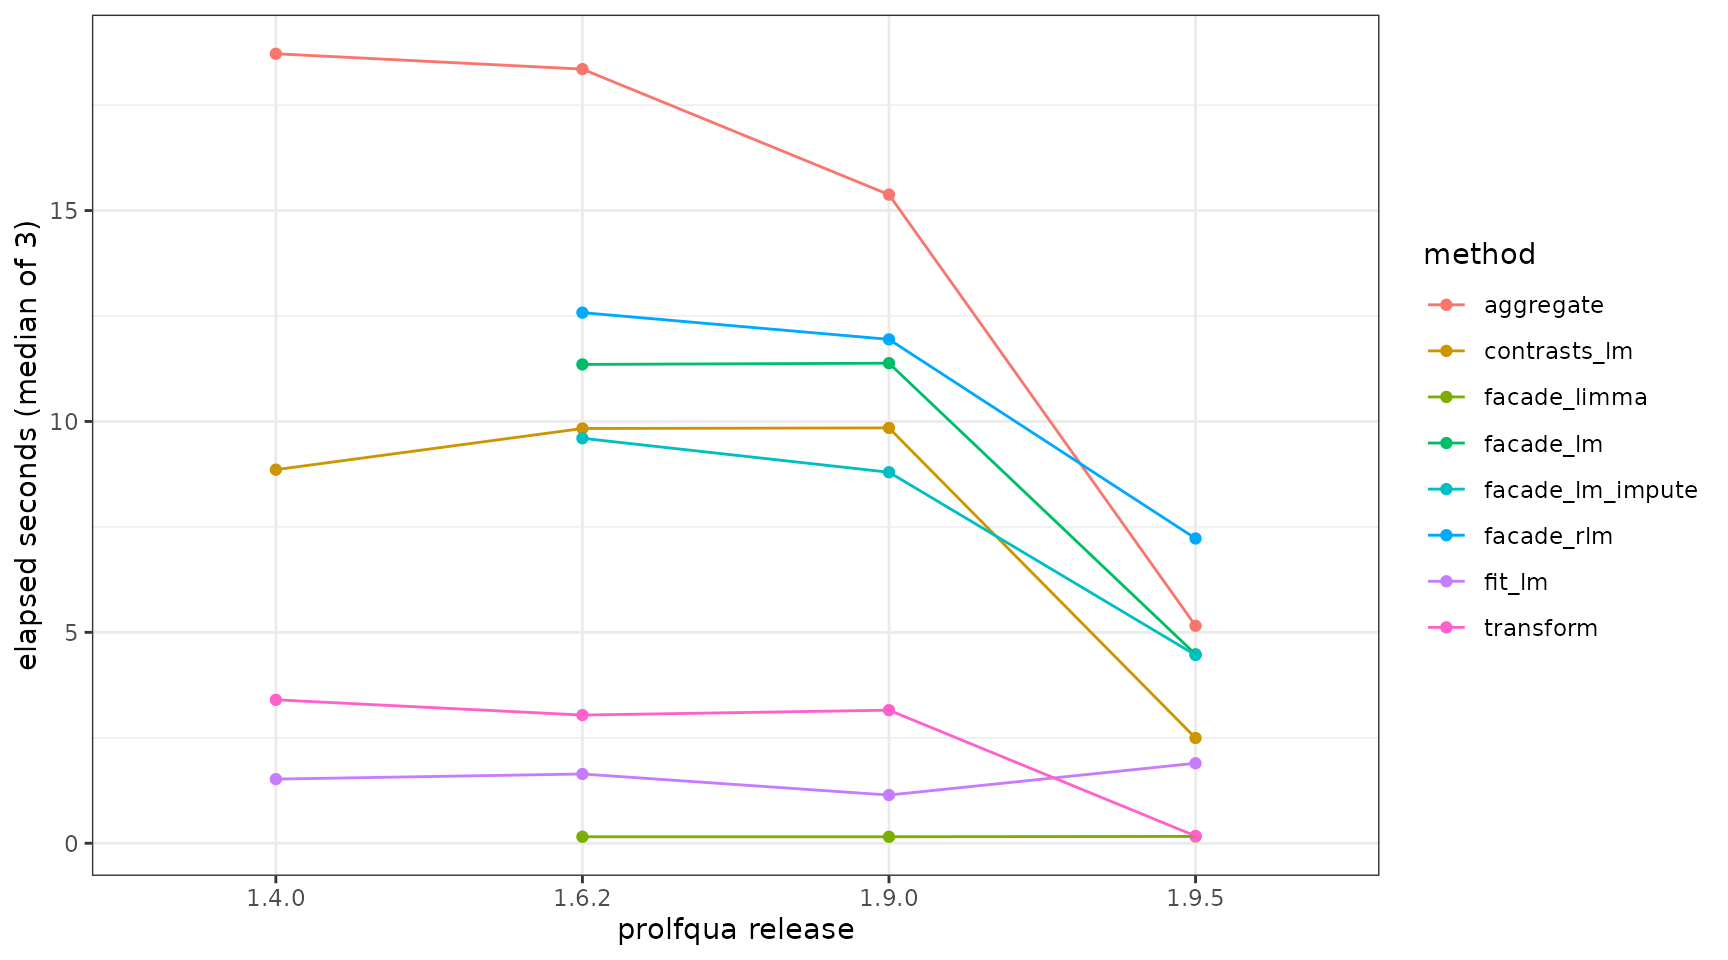 elapsed seconds (median of 3)
15
10
5
0
1.4.0
1.6.2
1.9.0
1.9.5
prolfqua release
method
aggregate
contrasts_lm
facade_limma
facade_lm
facade_lm_impute
facade_rlm
fit_lm
transform